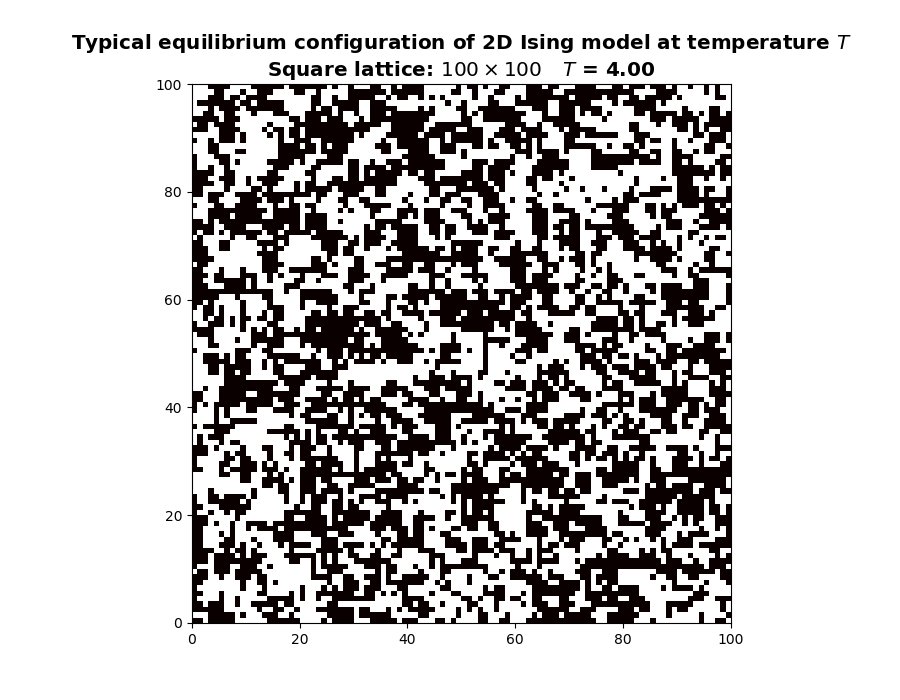 Typical equilibrium configuration of 2D Ising model at temperature T
Square lattice: 100 × 100 T = 4.00
100
80
60
40
20
0
0 20 40 60 80 100